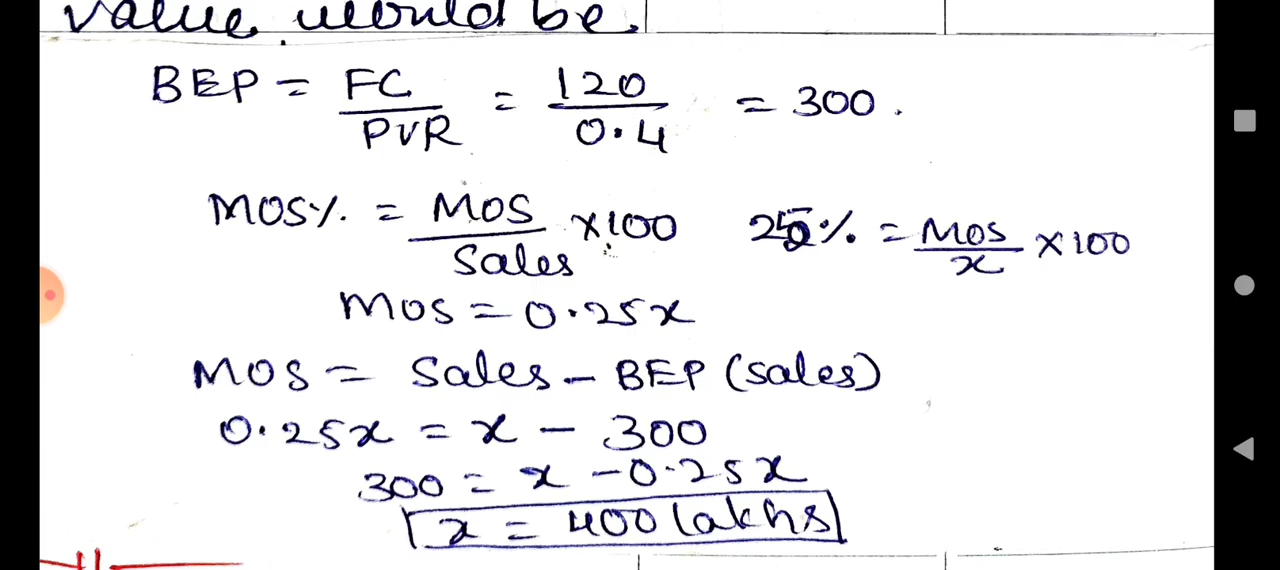 value would be.
BEP = FC / PVR = 120 / 0.4 = 300.
MOS% = MOS / Sales × 100 25% = MOS / x × 100
MOS = 0.25x
MOS = Sales - BEP (sales)
0.25x = x - 300
300 = x - 0.25x
x = 400 lakhs